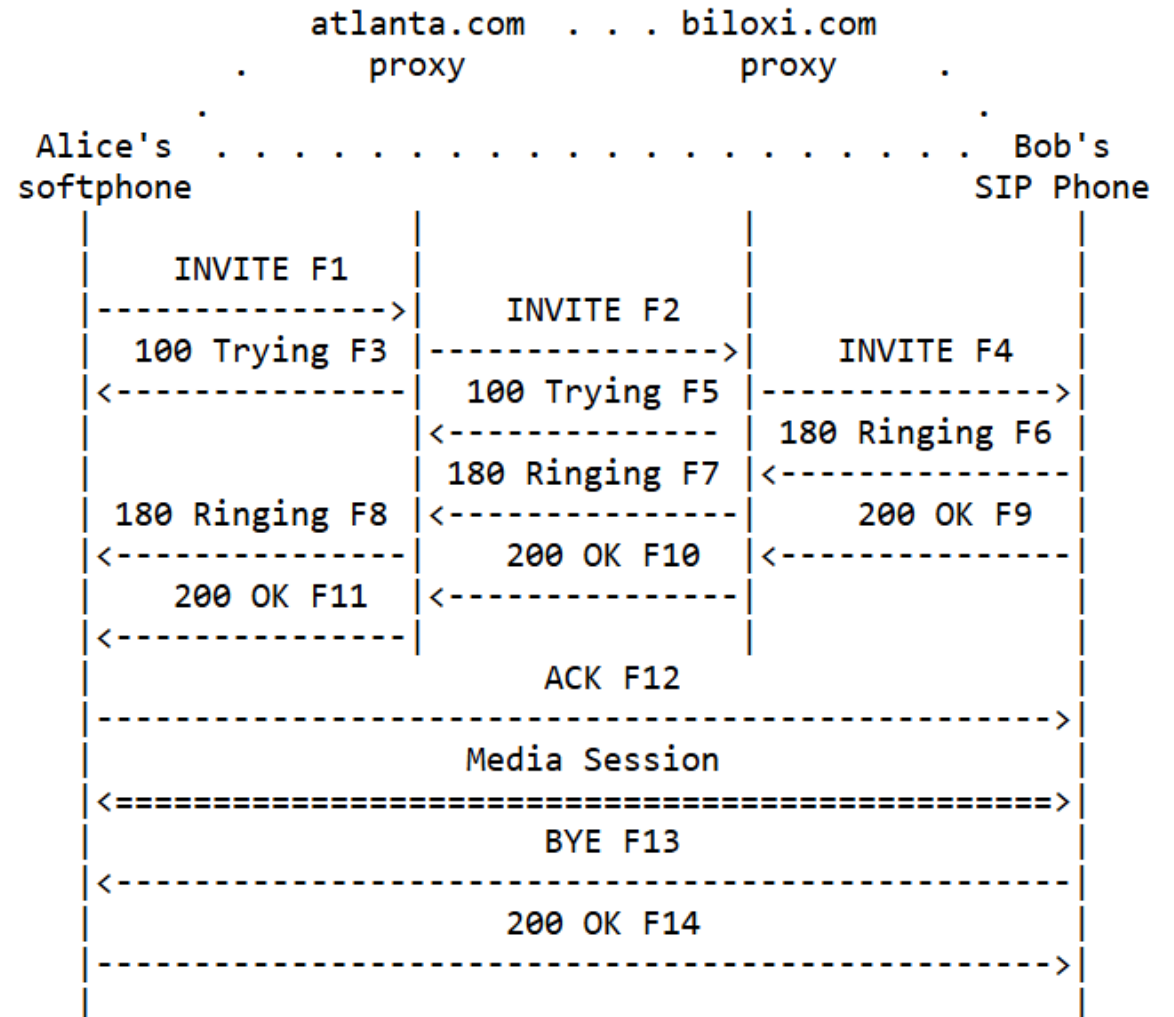 atlanta.com  . . . biloxi.com
                 .      proxy              proxy     .
               .                                       .
       Alice's  . . . . . . . . . . . . . . . . . . . .  Bob's
      softphone                                        SIP Phone
         |                |                |                |
         |    INVITE F1   |                |                |
         |--------------->|    INVITE F2   |                |
         |  100 Trying F3 |--------------->|    INVITE F4   |
         |<---------------|  100 Trying F5 |--------------->|
         |                |<-------------- | 180 Ringing F6 |
         |                | 180 Ringing F7 |<---------------|
         | 180 Ringing F8 |<---------------|     200 OK F9  |
         |<---------------|    200 OK F10  |<---------------|
         |    200 OK F11  |<---------------|                |
         |<---------------|                |                |
         |                       ACK F12                    |
         |------------------------------------------------->|
         |                   Media Session                  |
         |<================================================>|
         |                       BYE F13                    |
         |<-------------------------------------------------|
         |                     200 OK F14                   |
         |------------------------------------------------->|
         |                                                  |